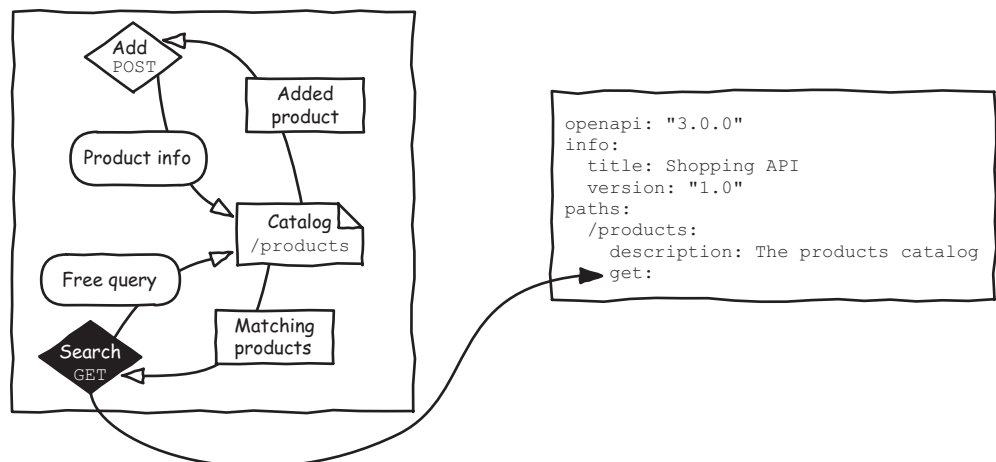 Add
POST
Added
product
Product info
Catalog
/products
Free query
Matching
products
Search
GET
openapi: "3.0.0"
info:
  title: Shopping API
  version: "1.0"
paths:
  /products:
    description: The products catalog
    get: